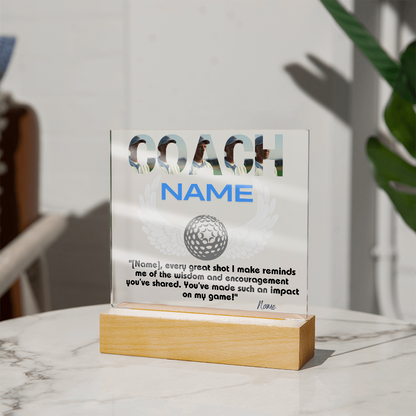 COACH
NAME
"[Name], every great shot I make reminds
me of the wisdom and encouragement
you've shared. You've made such an impact
on my game!"
Name